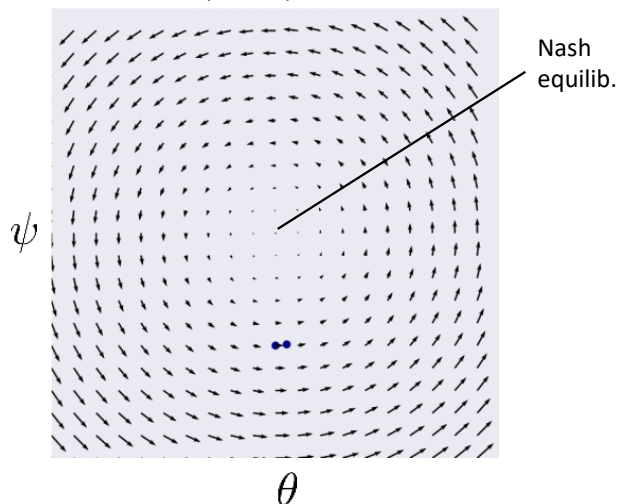 Nash
equilib.
ψ
θ